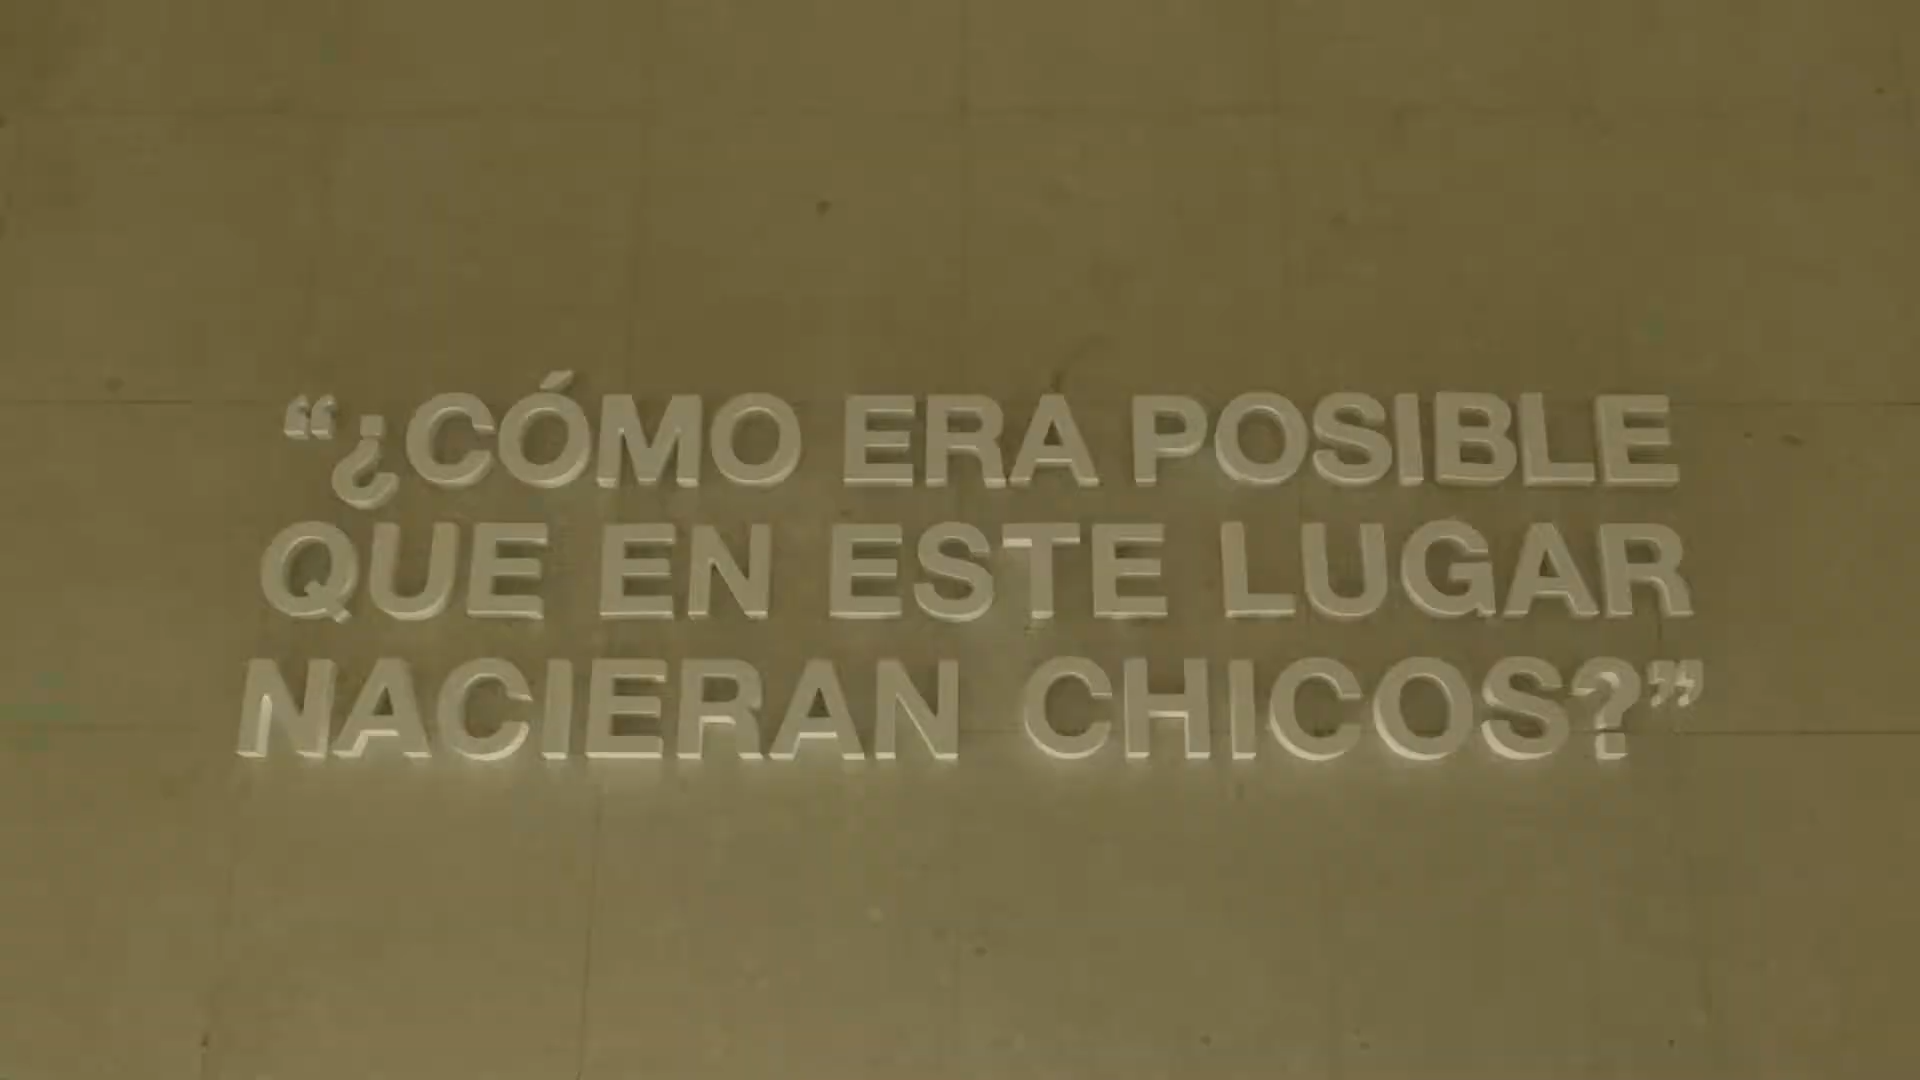 “¿CÓMO ERA POSIBLE
QUE EN ESTE LUGAR
NACIERAN CHICOS?”